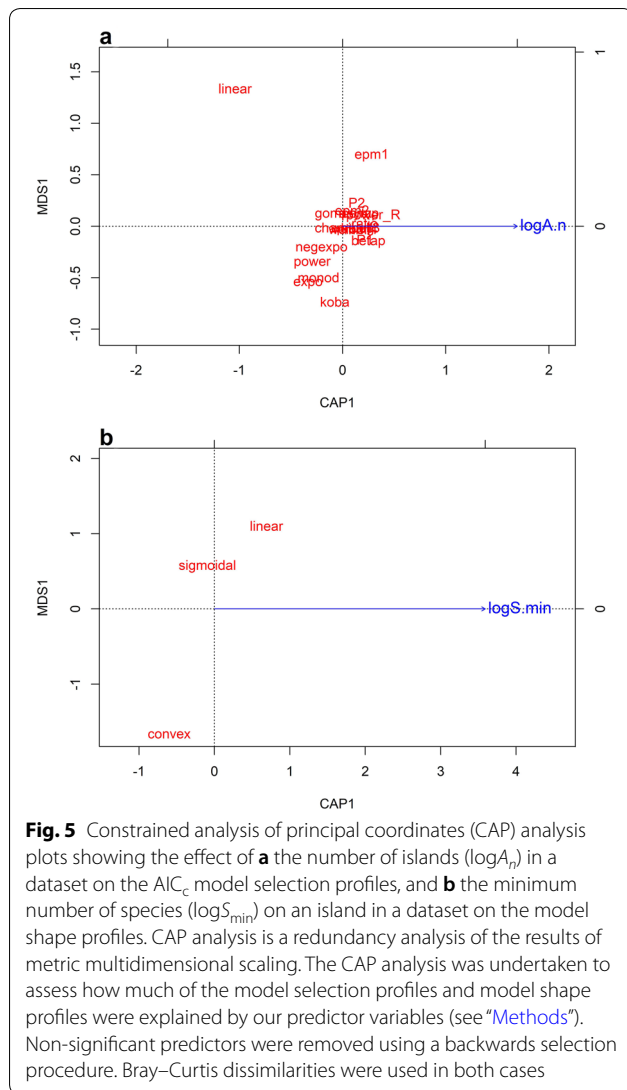 a
1
linear
1.5
1.0
epm1
0.5
P2
power_R
0.0
logA.n
0
betap
negexpo
power
-0.5
monod
expo
koba
-1.0
MDS1
-2
-1
0
1
2
CAP1
b
2
linear
1
sigmoidal
0
logS.min
0
-1
convex
MDS1
-1
0
1
2
3
4
CAP1
Fig. 5 Constrained analysis of principal coordinates (CAP) analysis
plots showing the effect of a the number of islands (logAn) in a
dataset on the AICc model selection profiles, and b the minimum
number of species (logSmin) on an island in a dataset on the model
shape profiles. CAP analysis is a redundancy analysis of the results of
metric multidimensional scaling. The CAP analysis was undertaken to
assess how much of the model selection profiles and model shape
profiles were explained by our predictor variables (see “Methods”).
Non-significant predictors were removed using a backwards selection
procedure. Bray–Curtis dissimilarities were used in both cases